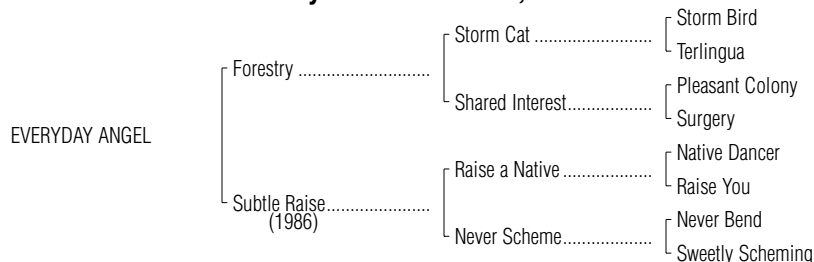 Storm Bird
Storm Cat ............................
Terlingua
Forestry ...............................
Pleasant Colony
Shared Interest....................
Surgery
EVERYDAY ANGEL
Native Dancer
Raise a Native .....................
Raise You
Subtle Raise........................
(1986)
Never Bend
Never Scheme.....................
Sweetly Scheming